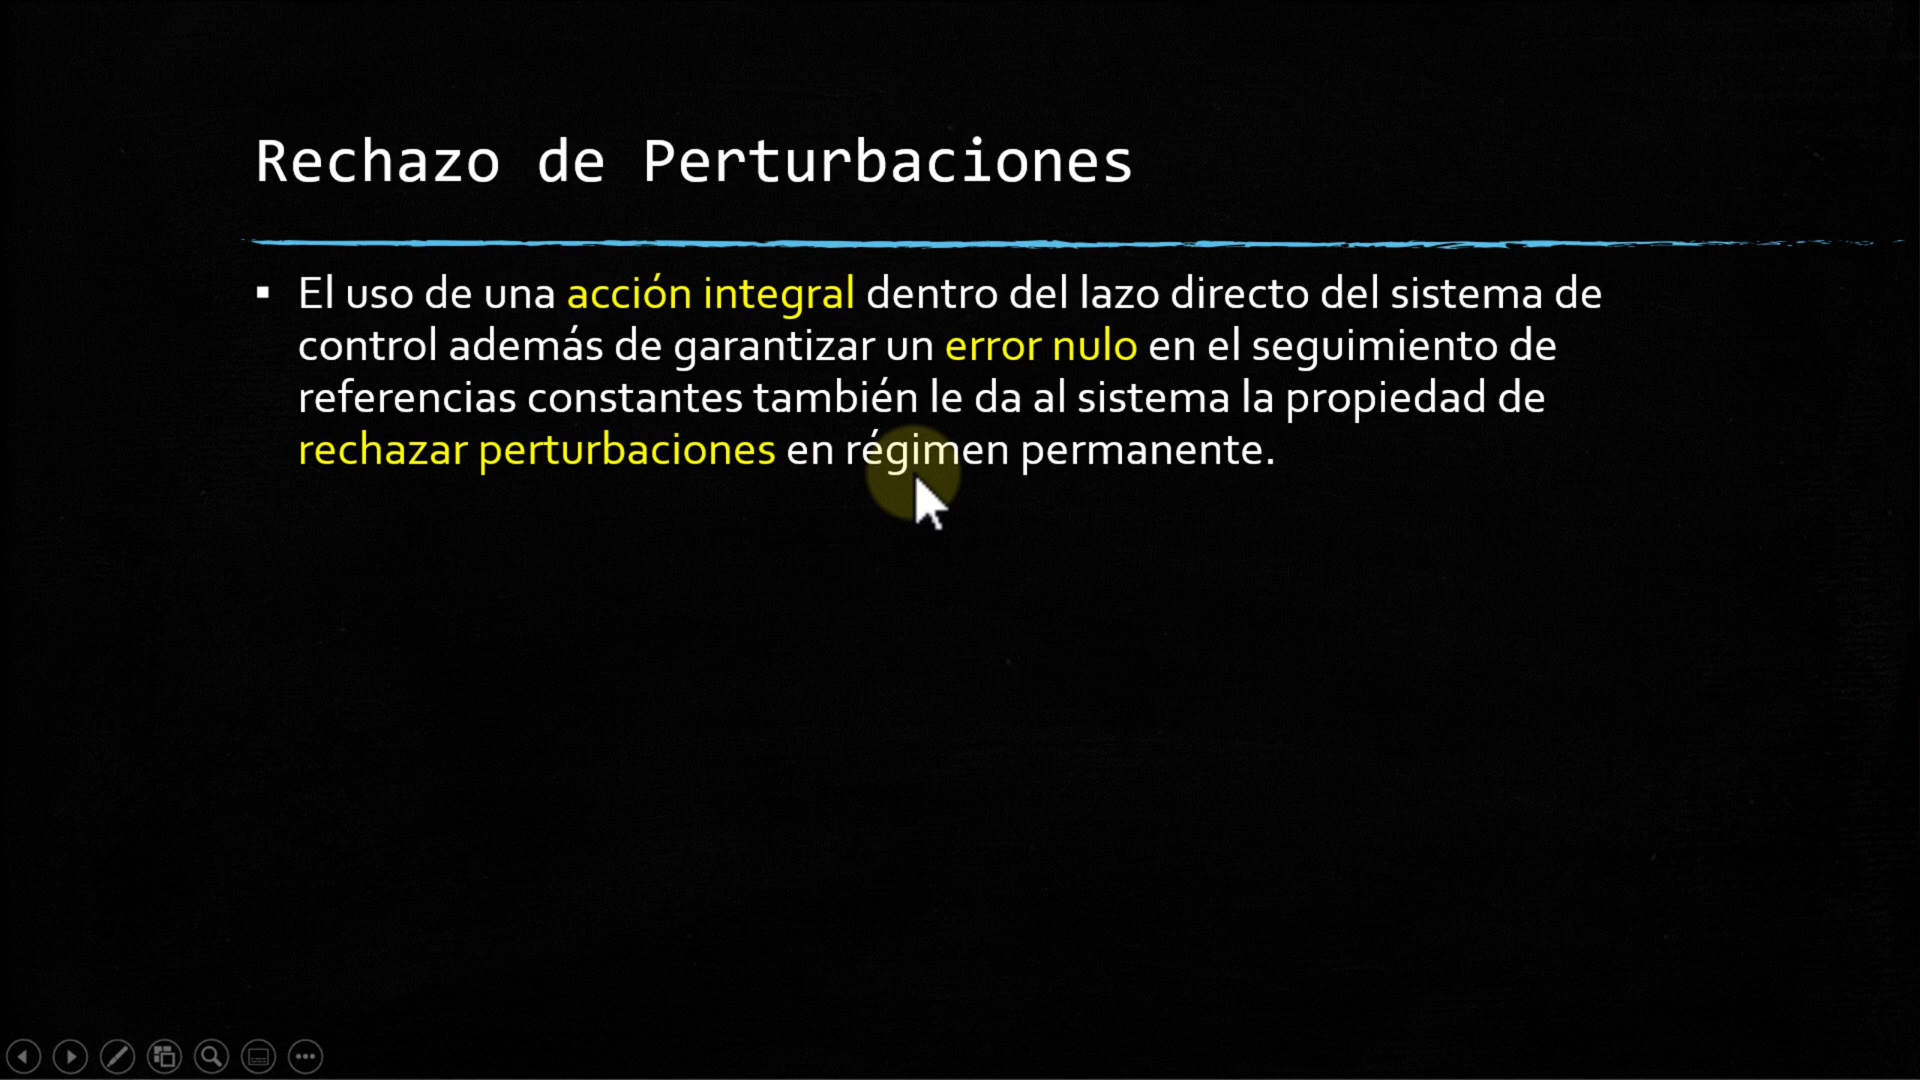 Rechazo de Perturbaciones
▪ El uso de una acción integral dentro del lazo directo del sistema de
control además de garantizar un error nulo en el seguimiento de
referencias constantes también le da al sistema la propiedad de
rechazar perturbaciones en régimen permanente.